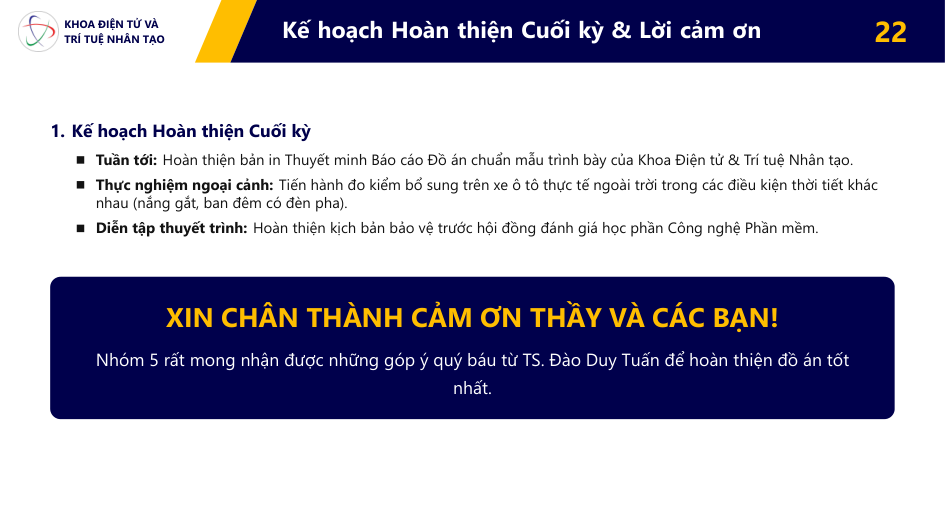 KHOA ĐIỆN TỬ VÀ
TRÍ TUỆ NHÂN TẠO
Kế hoạch Hoàn thiện Cuối kỳ & Lời cảm ơn
22
1. Kế hoạch Hoàn thiện Cuối kỳ
■ Tuần tới: Hoàn thiện bản in Thuyết minh Báo cáo Đồ án chuẩn mẫu trình bày của Khoa Điện tử & Trí tuệ Nhân tạo.
■ Thực nghiệm ngoại cảnh: Tiến hành đo kiểm bổ sung trên xe ô tô thực tế ngoài trời trong các điều kiện thời tiết khác
nhau (nắng gắt, ban đêm có đèn pha).
■ Diễn tập thuyết trình: Hoàn thiện kịch bản bảo vệ trước hội đồng đánh giá học phần Công nghệ Phần mềm.
XIN CHÂN THÀNH CẢM ƠN THẦY VÀ CÁC BẠN!
Nhóm 5 rất mong nhận được những góp ý quý báu từ TS. Đào Duy Tuấn để hoàn thiện đồ án tốt
nhất.